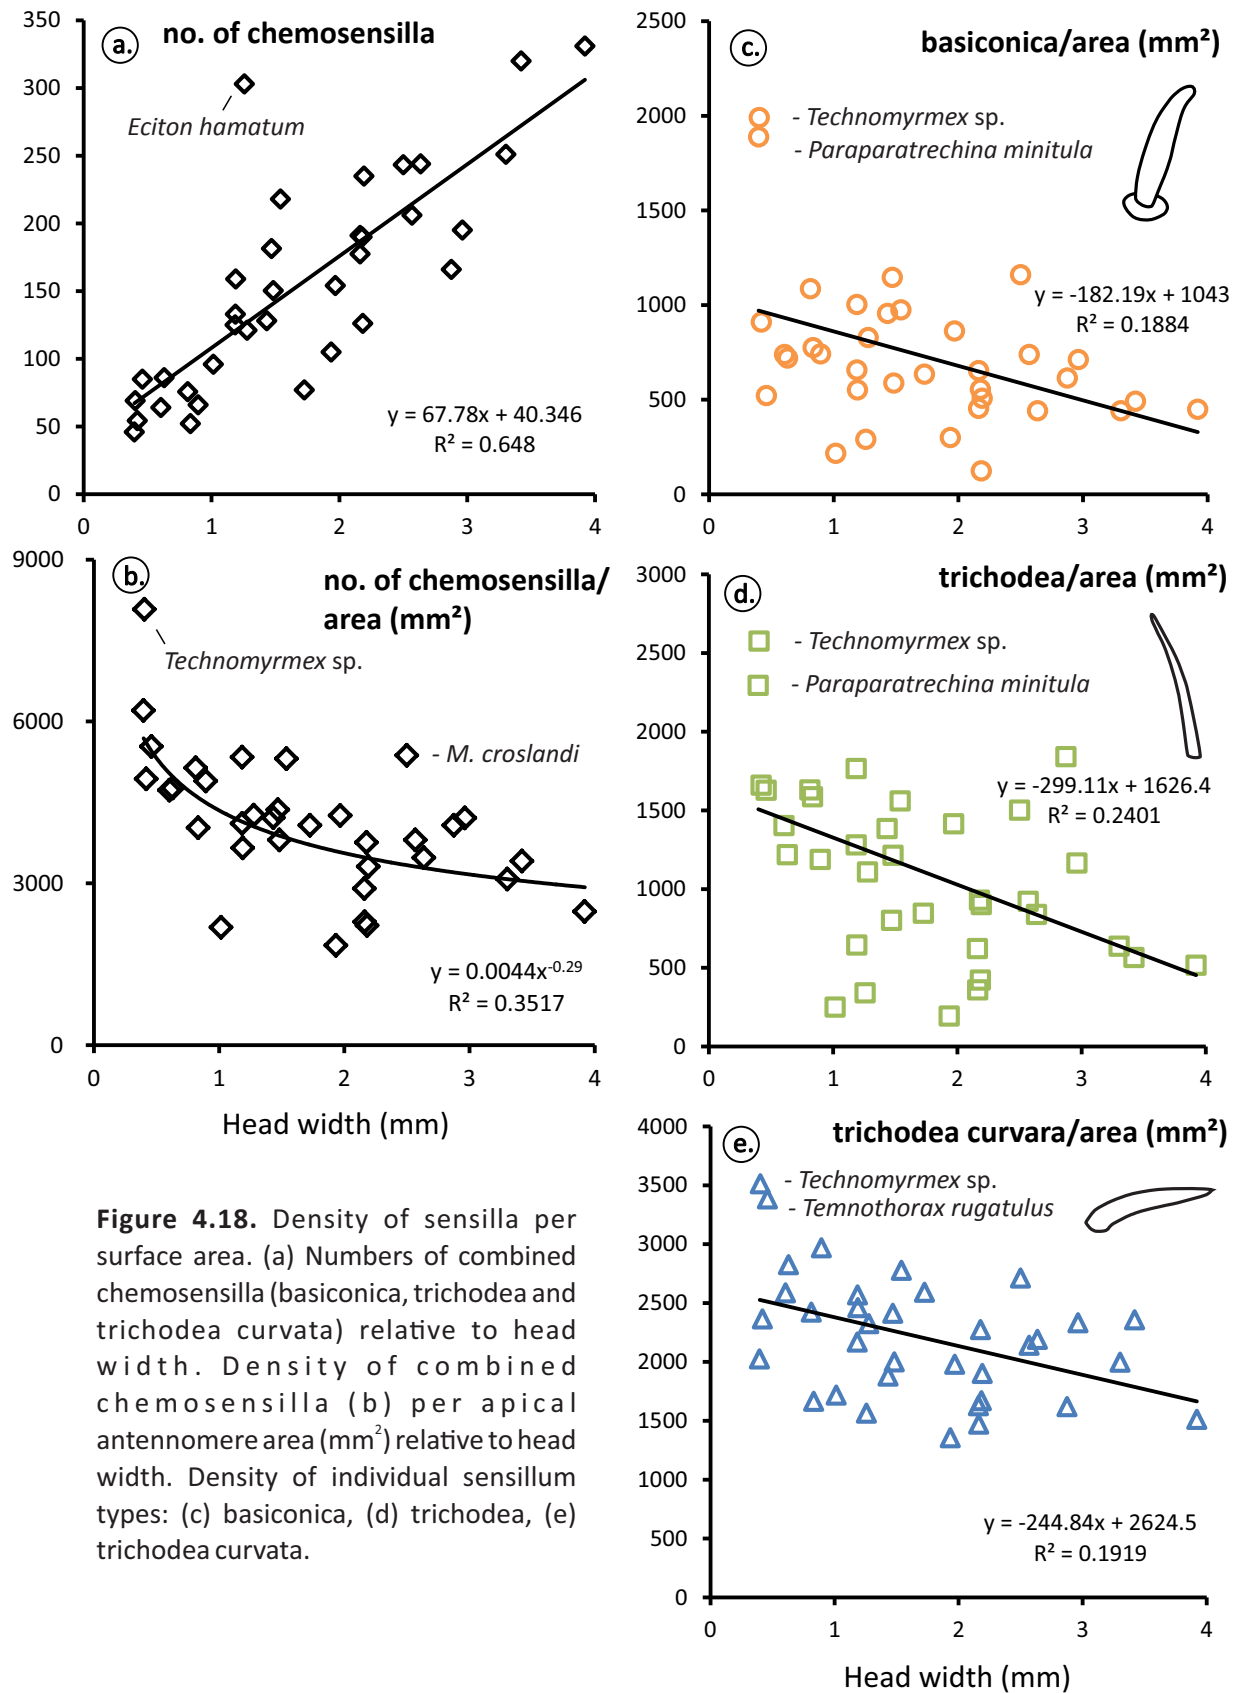 a.
no. of chemosensilla
350
300
250
200
150
100
50
0
Eciton hamatum
y = 67.78x + 40.346
R² = 0.648
0 1 2 3 4
b.
no. of chemosensilla/
area (mm²)
9000
6000
3000
0
Technomyrmex sp.
- M. croslandi
y = 0.0044x^-0.29
R² = 0.3517
0 1 2 3 4
Head width (mm)
c.
basiconica/area (mm²)
2500
2000
1500
1000
500
0
- Technomyrmex sp.
- Paraparatrechina minitula
y = -182.19x + 1043
R² = 0.1884
0 1 2 3 4
d.
trichodea/area (mm²)
3000
2500
2000
1500
1000
500
0
- Technomyrmex sp.
- Paraparatrechina minitula
y = -299.11x + 1626.4
R² = 0.2401
0 1 2 3 4
e.
trichodea curvara/area (mm²)
4000
3500
3000
2500
2000
1500
1000
500
0
- Technomyrmex sp.
- Temnothorax rugatulus
y = -244.84x + 2624.5
R² = 0.1919
0 1 2 3 4
Head width (mm)
Figure 4.18. Density of sensilla per
surface area. (a) Numbers of combined
chemosensilla (basiconica, trichodea and
trichodea curvata) relative to head
width. Density of combined
chemosensilla (b) per apical
antennomere area (mm²) relative to head
width. Density of individual sensillum
types: (c) basiconica, (d) trichodea, (e)
trichodea curvata.